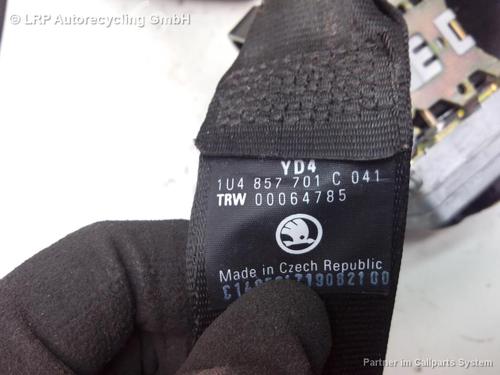 © LRP Autorecycling GmbH
YD4
1U4 857 701 C 041
TRW 00064785
Made in Czech Republic
Partner im Callparts System